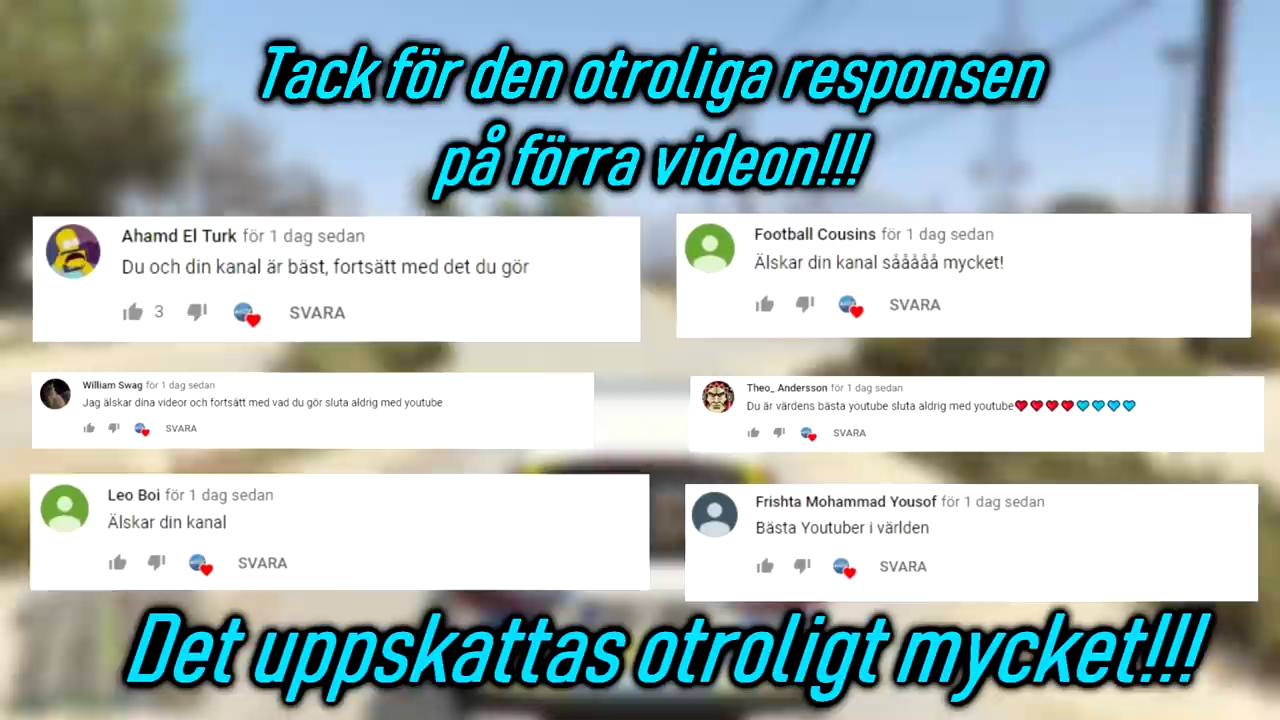 Tack för den otroliga responsen
på förra videon!!!
Ahamd El Turk för 1 dag sedan
Du och din kanal är bäst, fortsätt med det du gör
3 SVARA
Football Cousins för 1 dag sedan
Älskar din kanal sååååå mycket!
SVARA
William Swag för 1 dag sedan
Jag älskar dina videor och fortsätt med vad du gör sluta aldrig med youtube
SVARA
Theo_ Andersson för 1 dag sedan
Du är värdens bästa youtube sluta aldrig med youtube
SVARA
Leo Boi för 1 dag sedan
Älskar din kanal
SVARA
Frishta Mohammad Yousof för 1 dag sedan
Bästa Youtuber i världen
SVARA
Det uppskattas otroligt mycket!!!